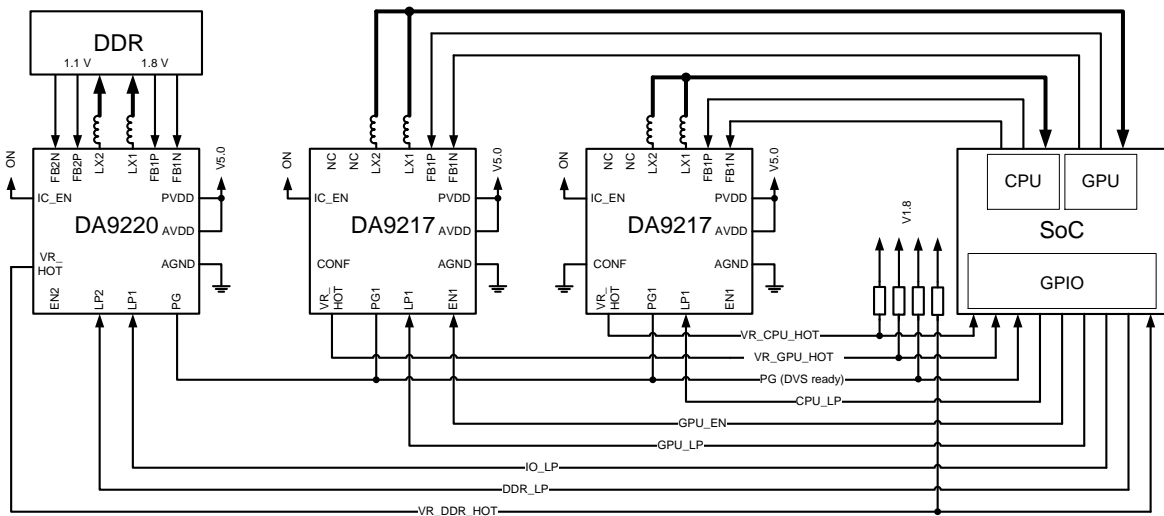 DDR
1.1 V 1.8 V
ON
FB2N
FB2P
LX2
LX1
FB1P
FB1N
V5.0
IC_EN
PVDD
DA9220
AVDD
VR_
HOT
AGND
EN2
LP2
LP1
PG
ON
NC
NC
LX2
LX1
FB1P
FB1N
V5.0
IC_EN
PVDD
DA9217
AVDD
CONF
AGND
VR_
HOT
PG1
LP1
EN1
ON
NC
NC
LX2
LX1
FB1P
FB1N
V5.0
IC_EN
PVDD
DA9217
AVDD
CONF
AGND
VR_
HOT
PG1
LP1
EN1
V1.8
CPU
GPU
SoC
GPIO
VR_CPU_HOT
VR_GPU_HOT
PG (DVS ready)
CPU_LP
GPU_EN
GPU_LP
IO_LP
DDR_LP
VR_DDR_HOT